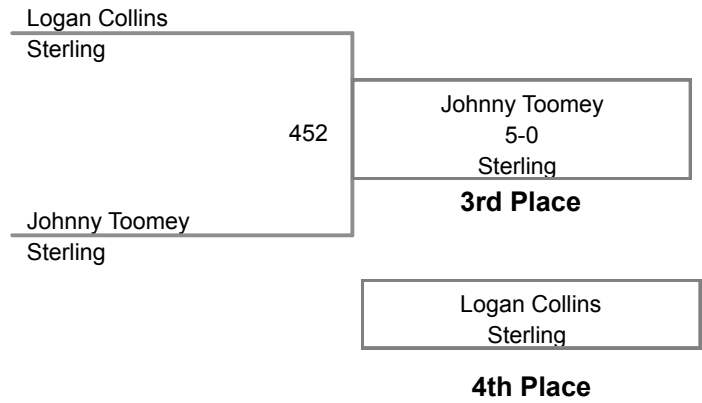 Logan Collins
Sterling
452
Johnny Toomey
5-0
Sterling
3rd Place
Johnny Toomey
Sterling
Logan Collins
Sterling
4th Place